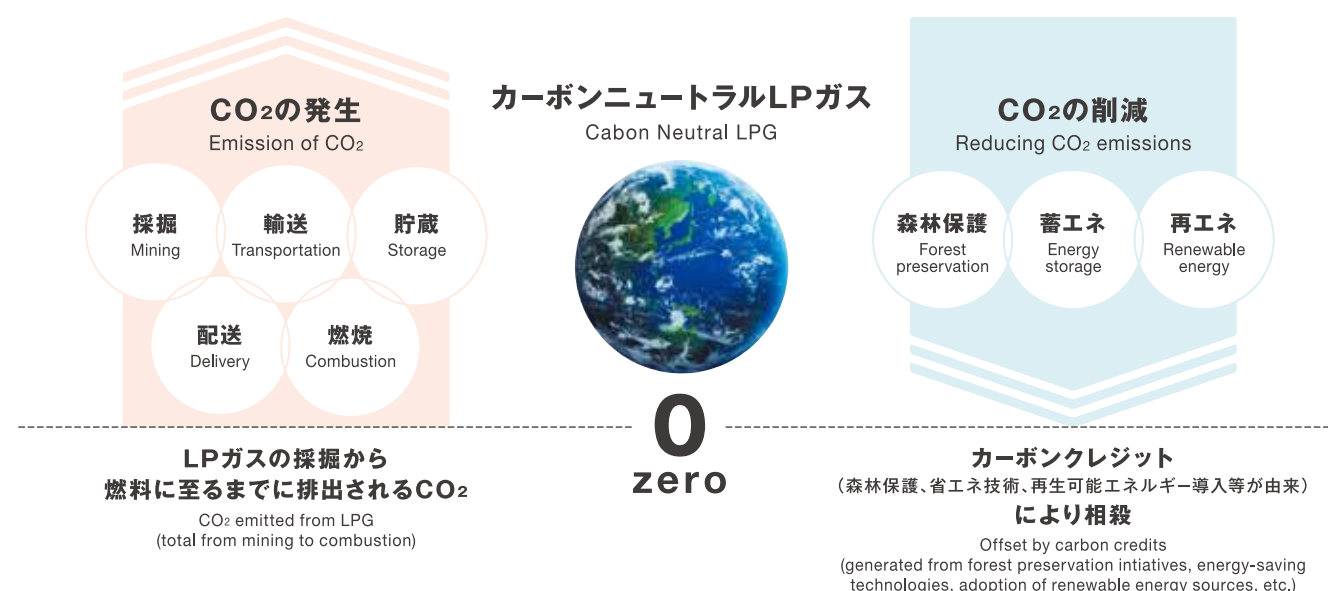 CO₂の発生
Emission of CO₂
採掘
Mining
輸送
Transportation
貯蔵
Storage
配送
Delivery
燃焼
Combustion
LPガスの採掘から
燃料に至るまでに排出されるCO₂
CO₂ emitted from LPG
(total from mining to combustion)
カーボンニュートラルLPガス
Cabon Neutral LPG
0
zero
CO₂の削減
Reducing CO₂ emissions
森林保護
Forest
preservation
蓄エネ
Energy
storage
再エネ
Renewable
energy
カーボンクレジット
（森林保護、省エネ技術、再生可能エネルギー導入等が由来）
により相殺
Offset by carbon credits
(generated from forest preservation intiatives, energy-saving
technologies, adoption of renewable energy sources, etc.)